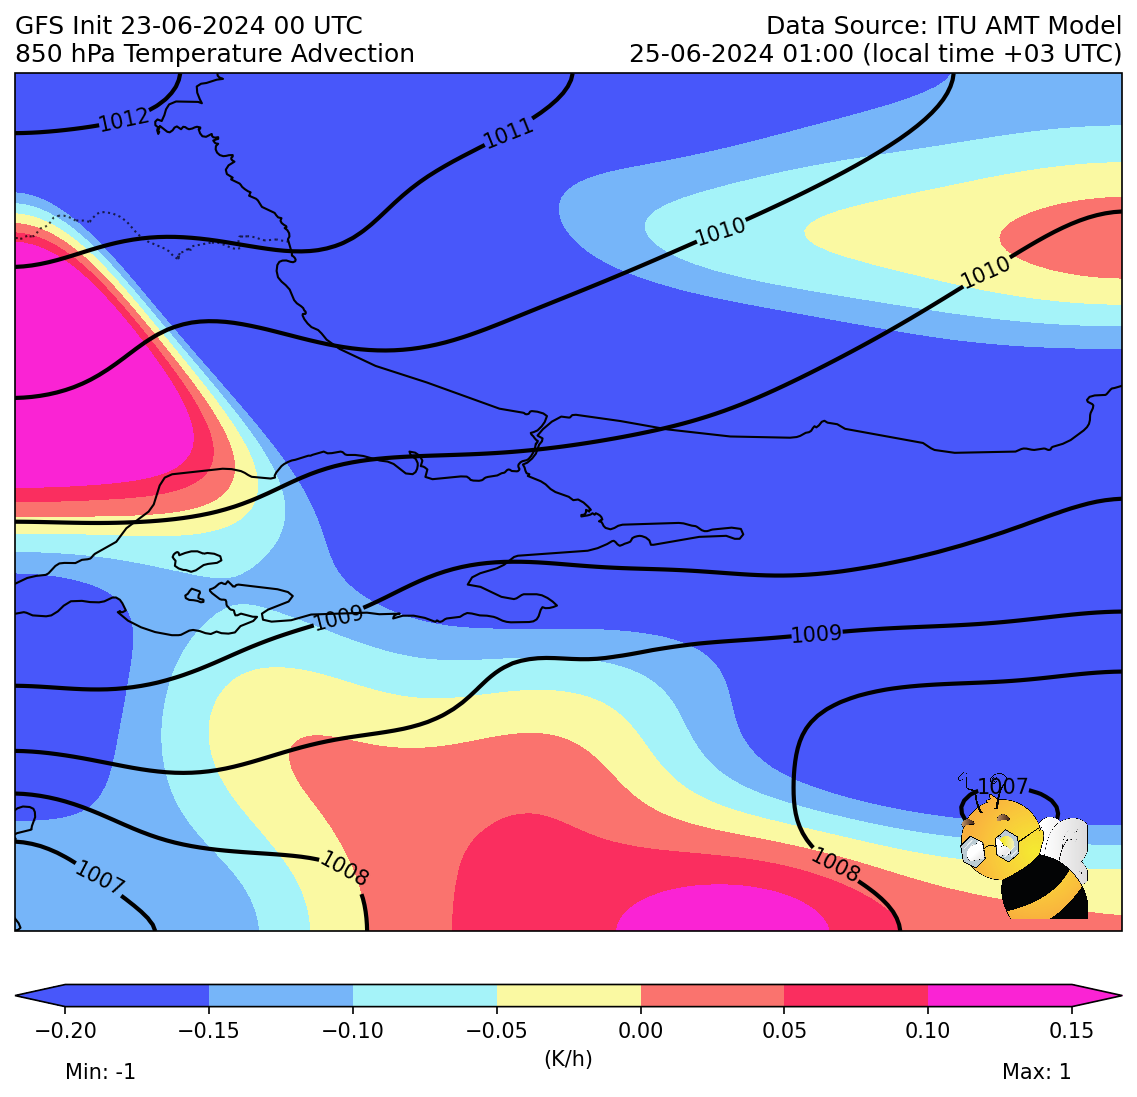 GFS Init 23-06-2024 00 UTC
Data Source: ITU AMT Model
850 hPa Temperature Advection
25-06-2024 01:00 (local time +03 UTC)
1012
1011
1010
1010
1009
1009
1007
1008
1008
1007
−0.20
−0.15
−0.10
−0.05
0.00
0.05
0.10
0.15
(K/h)
Min: -1
Max: 1